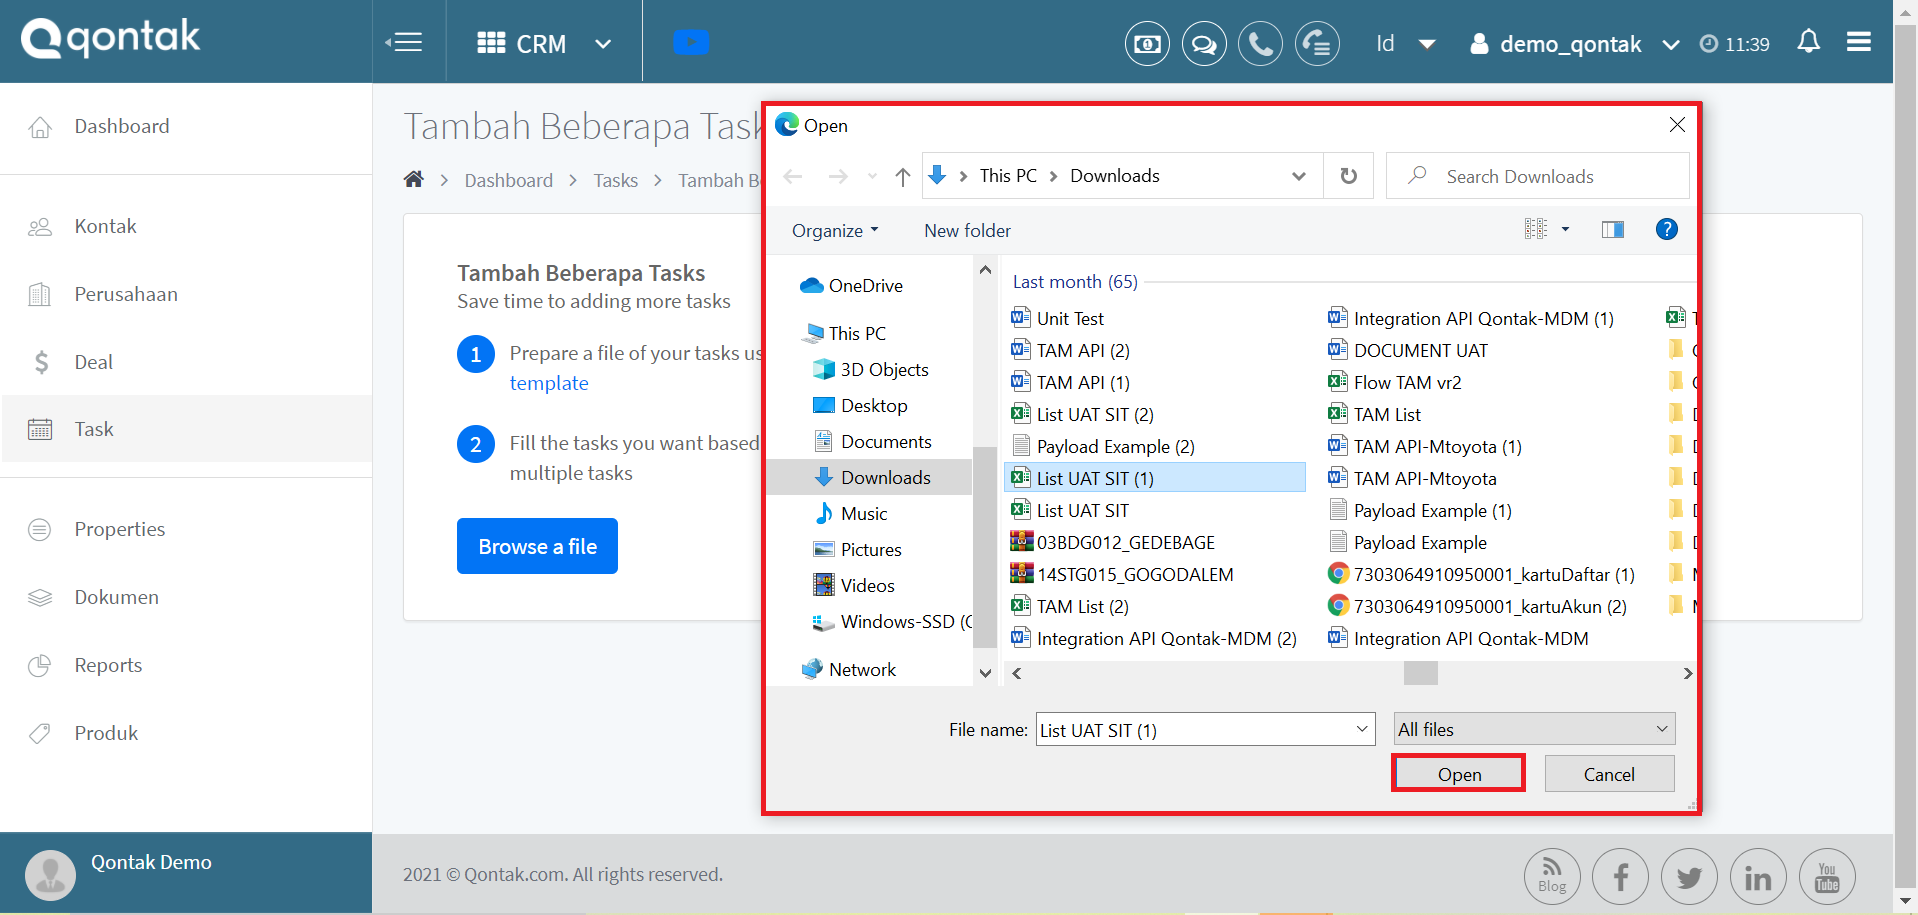 qontak
CRM
Id
demo_qontak
11:39
Dashboard
Kontak
Perusahaan
Deal
Task
Properties
Dokumen
Reports
Produk
Qontak Demo
Tambah Beberapa Task
Dashboard
Tasks
Tambah B
Tambah Beberapa Tasks
Save time to adding more tasks
1
Prepare a file of your tasks us
template
2
Fill the tasks you want based
multiple tasks
Browse a file
Open
This PC
Downloads
Search Downloads
Organize
New folder
?
OneDrive
This PC
3D Objects
Desktop
Documents
Downloads
Music
Pictures
Videos
Windows-SSD (C
Network
Last month (65)
Unit Test
TAM API (2)
TAM API (1)
List UAT SIT (2)
Payload Example (2)
List UAT SIT (1)
List UAT SIT
03BDG012_GEDEBAGE
14STG015_GOGODALEM
TAM List (2)
Integration API Qontak-MDM (2)
Integration API Qontak-MDM (1)
DOCUMENT UAT
Flow TAM vr2
TAM List
TAM API-Mtoyota (1)
TAM API-Mtoyota
Payload Example (1)
Payload Example
7303064910950001_kartuDaftar (1)
7303064910950001_kartuAkun (2)
Integration API Qontak-MDM
File name:
List UAT SIT (1)
All files
Open
Cancel
2021 © Qontak.com. All rights reserved.
Blog
You
Tube